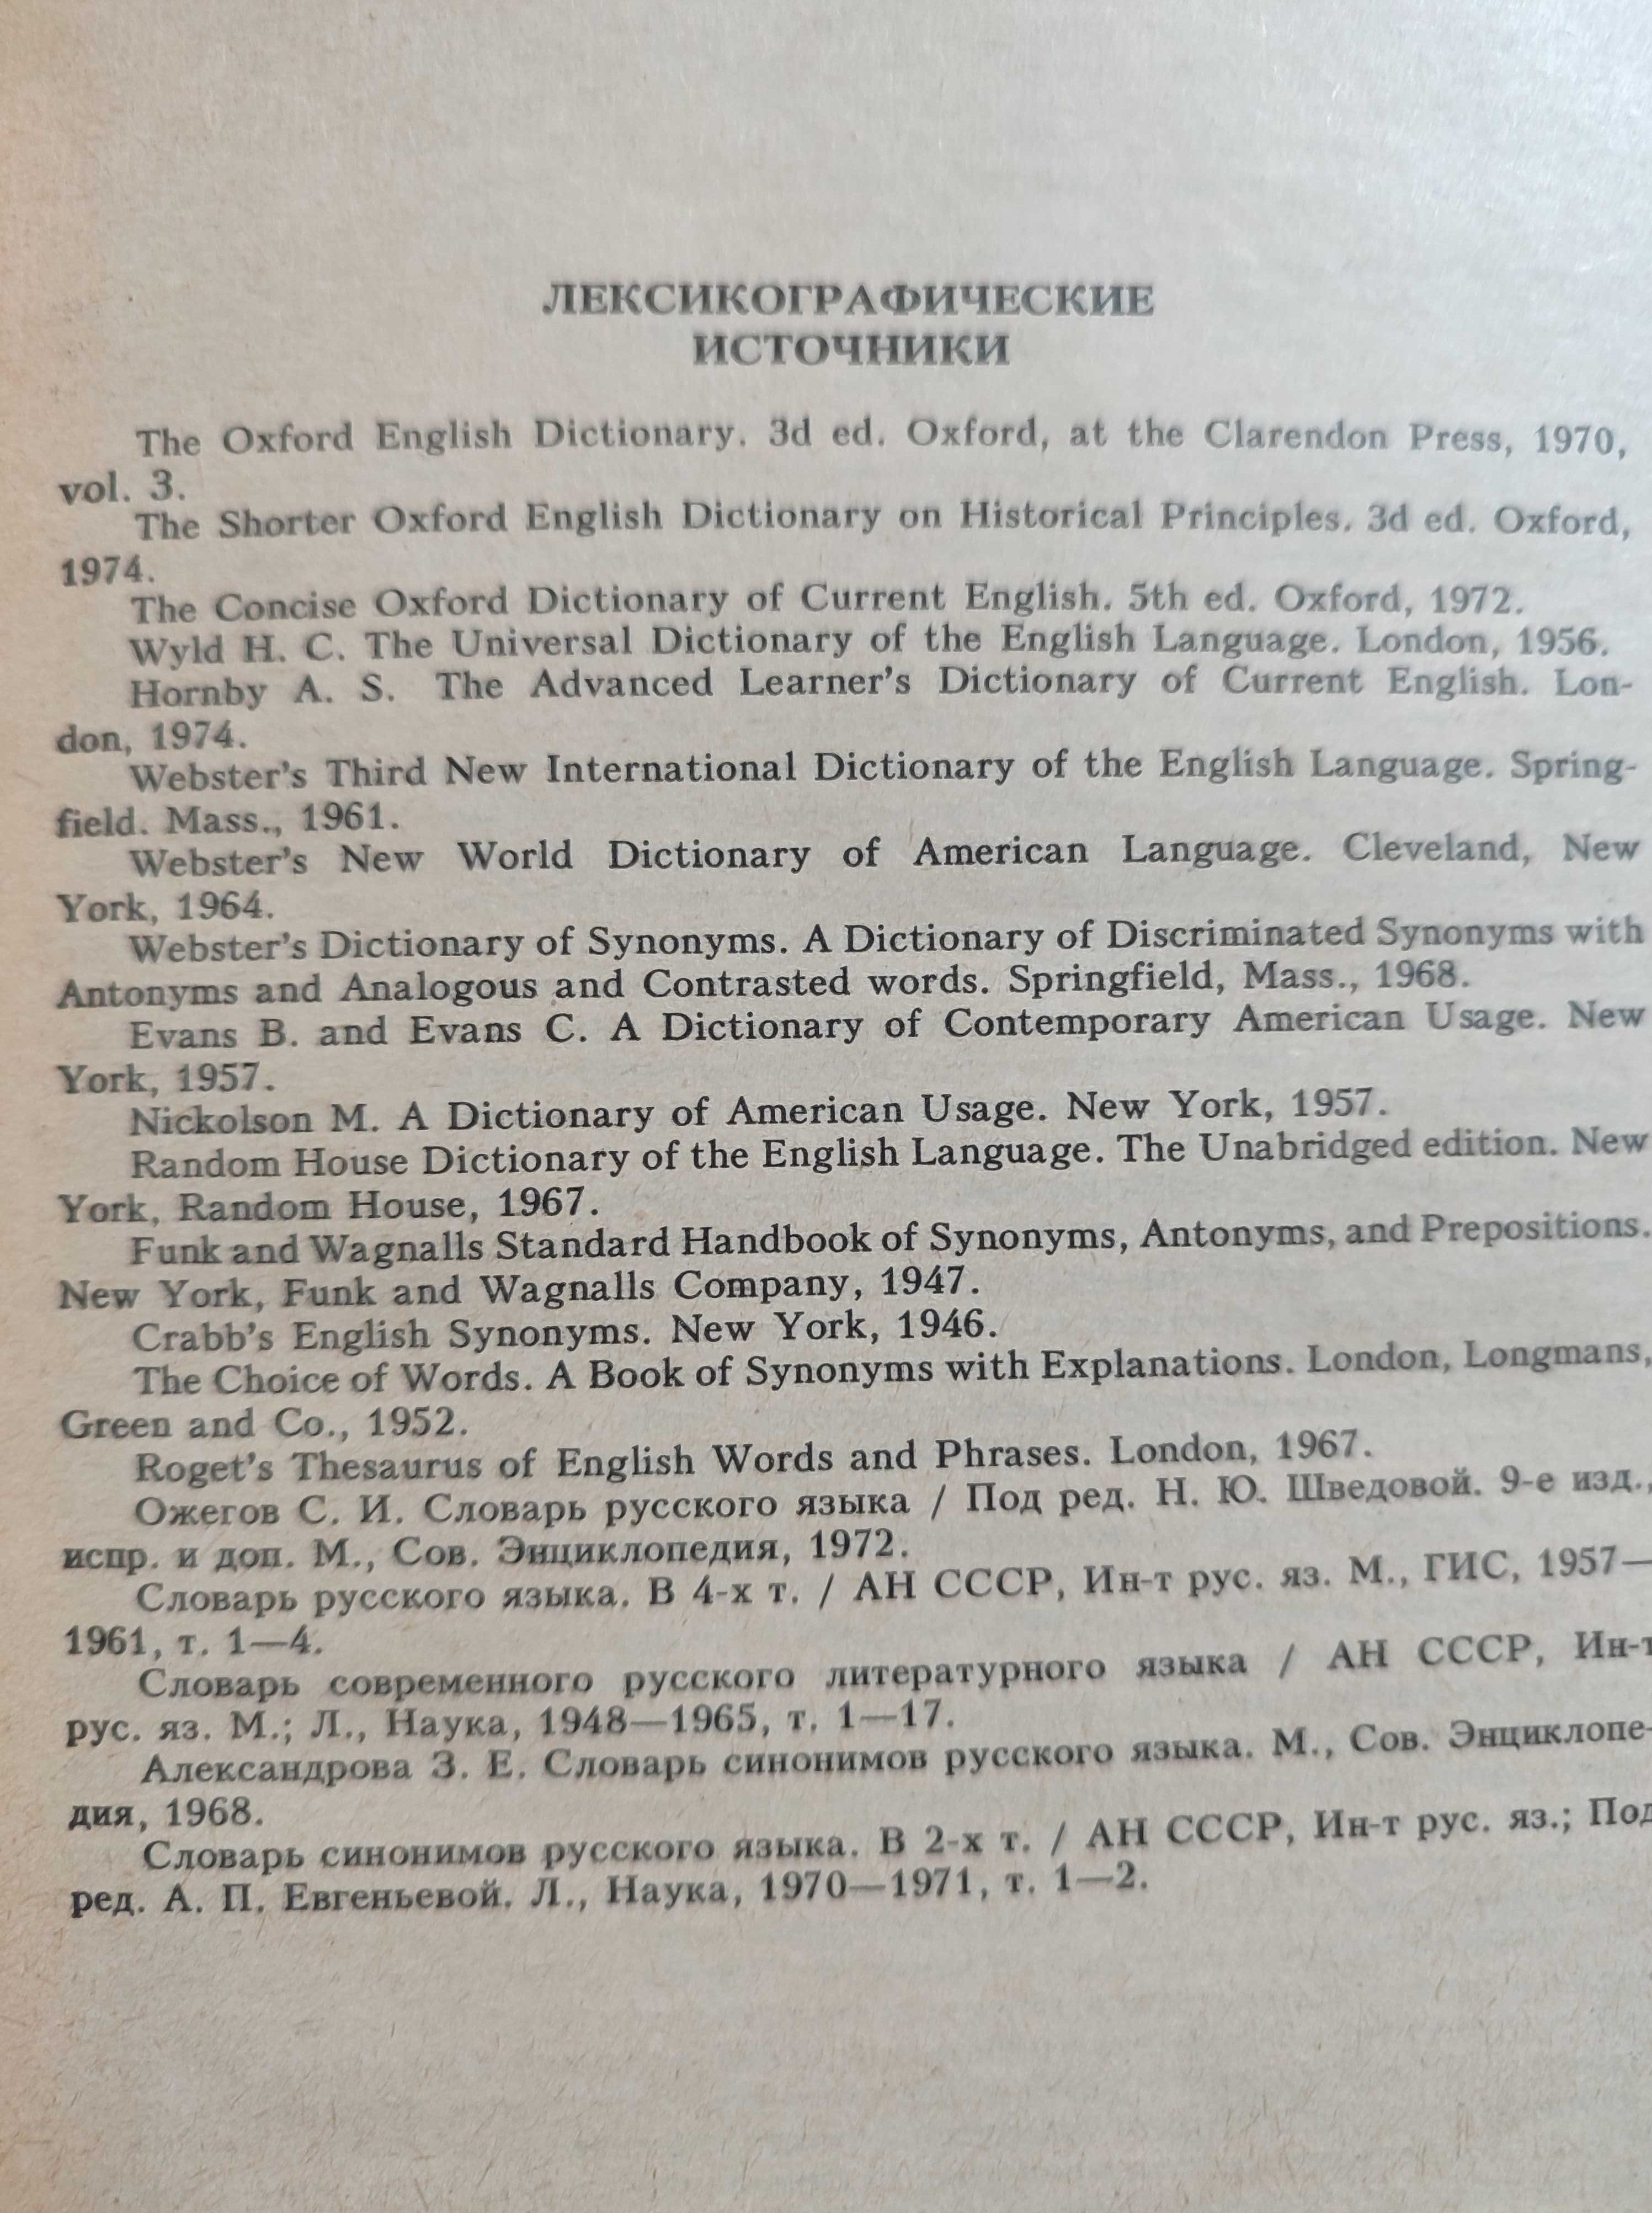 ЛЕКСИКОГРАФИЧЕСКИЕ
ИСТОЧНИКИ
The Oxford English Dictionary. 3d ed. Oxford, at the Clarendon Press, 1970,
vol. 3.
The Shorter Oxford English Dictionary on Historical Principles. 3d ed. Oxford,
1974.
The Concise Oxford Dictionary of Current English. 5th ed. Oxford, 1972.
Wyld H. C. The Universal Dictionary of the English Language. London, 1956.
Hornby A. S. The Advanced Learner's Dictionary of Current English. Lon-
don, 1974.
Webster's Third New International Dictionary of the English Language. Spring-
field. Mass., 1961.
Webster's New World Dictionary of American Language. Cleveland, New
York, 1964.
Webster's Dictionary of Synonyms. A Dictionary of Discriminated Synonyms with
Antonyms and Analogous and Contrasted words. Springfield, Mass., 1968.
Evans B. and Evans C. A Dictionary of Contemporary American Usage. New
York, 1957.
Nickolson M. A Dictionary of American Usage. New York, 1957.
Random House Dictionary of the English Language. The Unabridged edition. New
York, Random House, 1967.
Funk and Wagnalls Standard Handbook of Synonyms, Antonyms, and Prepositions.
New York, Funk and Wagnalls Company, 1947.
Crabb's English Synonyms. New York, 1946.
The Choice of Words. A Book of Synonyms with Explanations. London, Longmans,
Green and Co., 1952.
Roget's Thesaurus of English Words and Phrases. London, 1967.
Ожегов С. И. Словарь русского языка / Под ред. Н. Ю. Шведовой. 9-е изд.,
испр. и доп. М., Сов. Энциклопедия, 1972.
Словарь русского языка. В 4-х т. / АН СССР, Ин-т рус. яз. М., ГИС, 1957—
1961, т. 1—4.
Словарь современного русского литературного языка / АН СССР, Ин-т
рус. яз. М.; Л., Наука, 1948—1965, т. 1—17.
Александрова З. Е. Словарь синонимов русского языка. М., Сов. Энциклопе-
дия, 1968.
Словарь синонимов русского языка. В 2-х т. / АН СССР, Ин-т рус. яз.; Под
ред. А. П. Евгеньевой. Л., Наука, 1970—1971, т. 1—2.